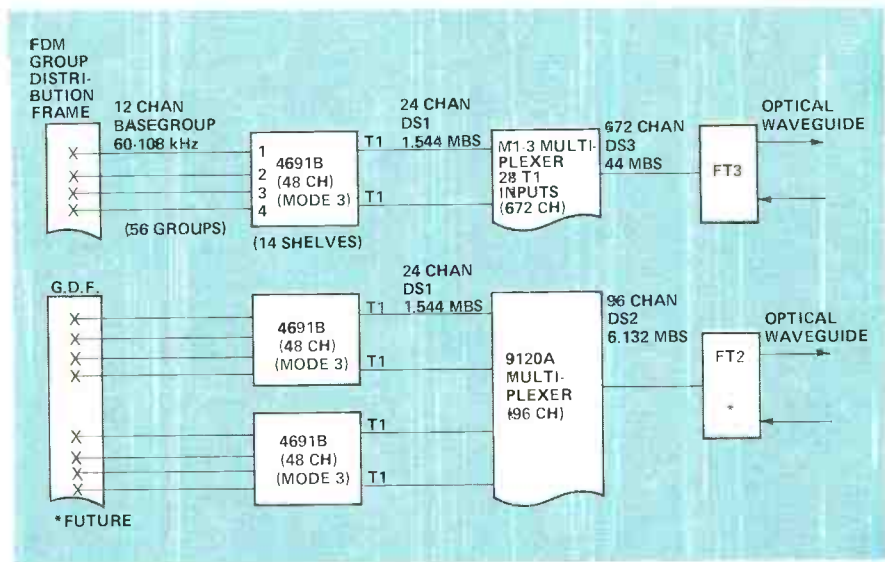 FDM
GROUP
DISTRI-
BUTION
FRAME
12 CHAN
BASEGROUP
60-108 kHz
X
X
X
X
(56 GROUPS)
1
2
3
4
4691B
(48 CH)
(MODE 3)
(14 SHELVES)
T1
T1
24 CHAN
DS1
1.544 MBS
M1-3 MULTI-
PLEXER
28 T1
INPUTS
(672 CH)
672 CHAN
DS3
44 MBS
FT3
OPTICAL
WAVEGUIDE
G.D.F.
X
X
X
X
X
X
X
X
4691B
(48 CH)
(MODE 3)
T1
T1
4691B
(48 CH)
(MODE 3)
T1
T1
24 CHAN
DS1
1.544 MBS
9120A
MULTI-
PLEXER
(96 CH)
96 CHAN
DS2
6.132 MBS
FT2
*
OPTICAL
WAVEGUIDE
*FUTURE